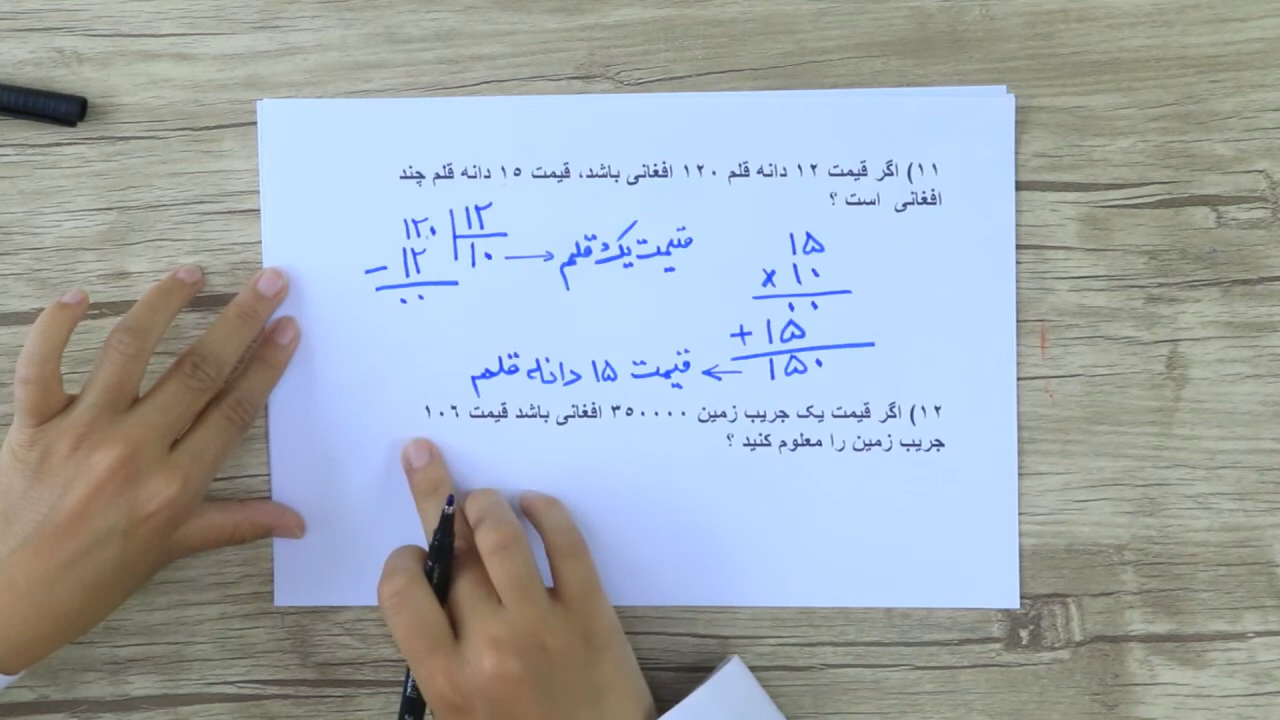 ۱۱) اگر قیمت ۱۲ دانه قلم ۱۲۰ افغانی باشد، قیمت ۱۵ دانه قلم چند
افغانی است ؟
۱۲۰ | ۱۲
- ۱۲ | ۱۰ → قیمت یک قلم
۰۰
۱۵
× ۱۰
۰۰
+ ۱۵
۱۵۰ → قیمت ۱۵ دانه قلم
۱۲) اگر قیمت یک جریب زمین ۳۵۰۰۰۰ افغانی باشد قیمت ۱۰۶
جریب زمین را معلوم کنید ؟